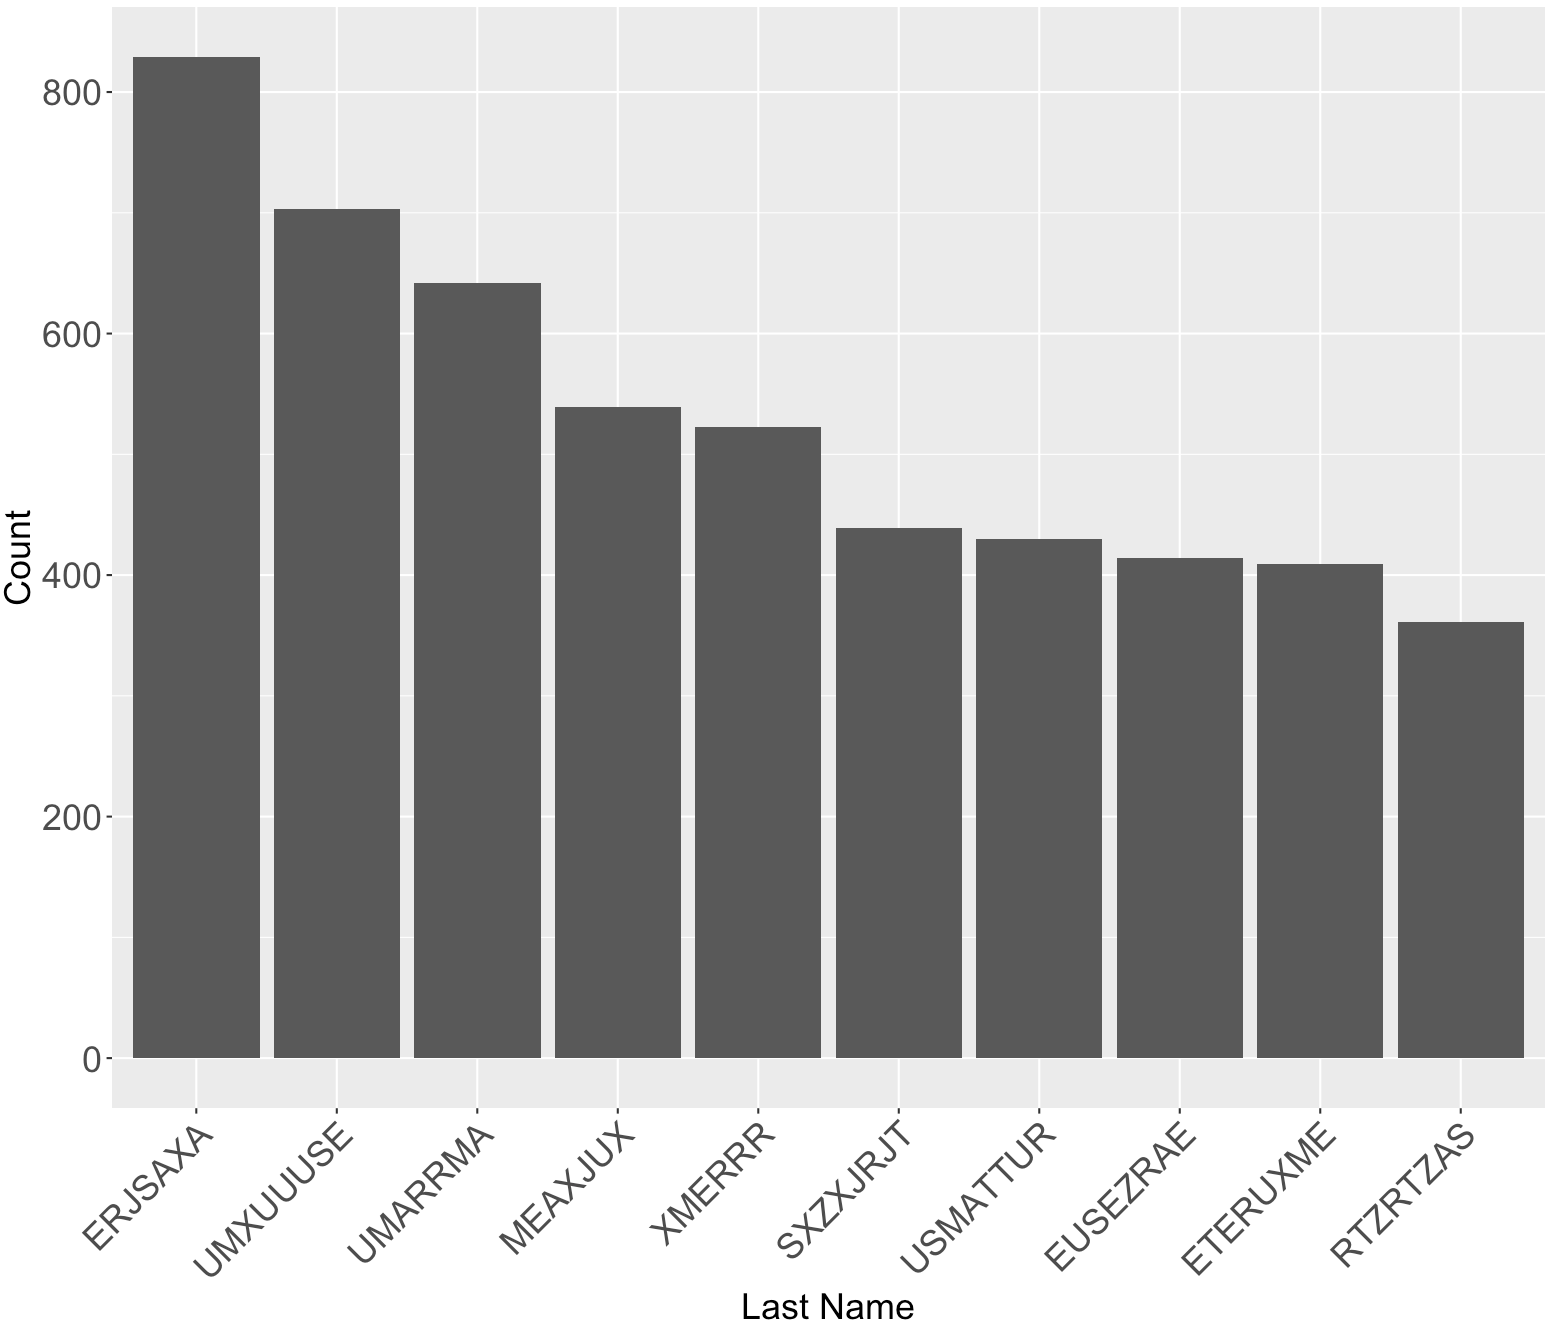 Count
800
600
400
200
0
ERJSAXA
UMXUUUSE
UMARRMA
MEAXJUX
XMERRR
SXZXJRJT
USMATTUR
EUSEZRAE
ETERUXME
RTZRTZAS
Last Name